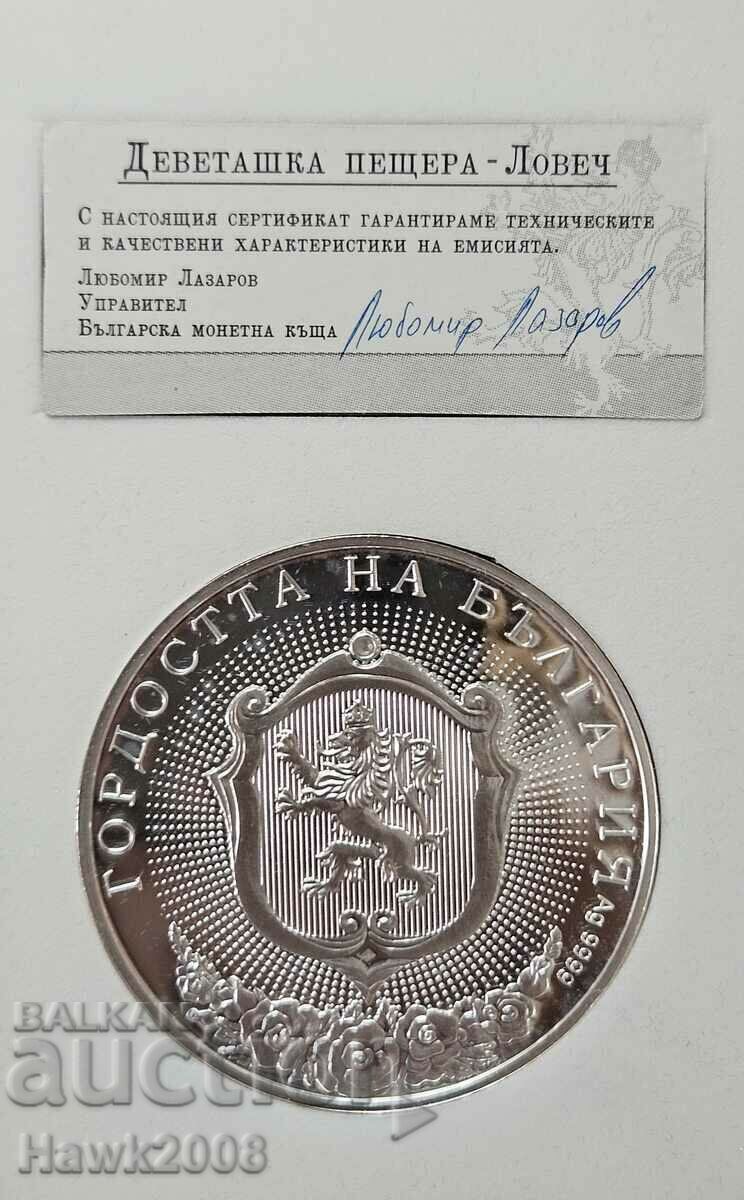 ДЕВЕТАШКА ПЕЩЕРА - ЛОВЕЧ
С НАСТОЯЩИЯ СЕРТИФИКАТ ГАРАНТИРАМЕ ТЕХНИЧЕСКИТЕ
И КАЧЕСТВЕНИ ХАРАКТЕРИСТИКИ НА ЕМИСИЯТА.
ЛЮБОМИР ЛАЗАРОВ
УПРАВИТЕЛ
БЪЛГАРСКА МОНЕТНА КЪЩА Любомир Лазаров
ГОРДОСТТА НА БЪЛГАРИЯ
Ag 9999
BALKAN
auction
Hawk2008